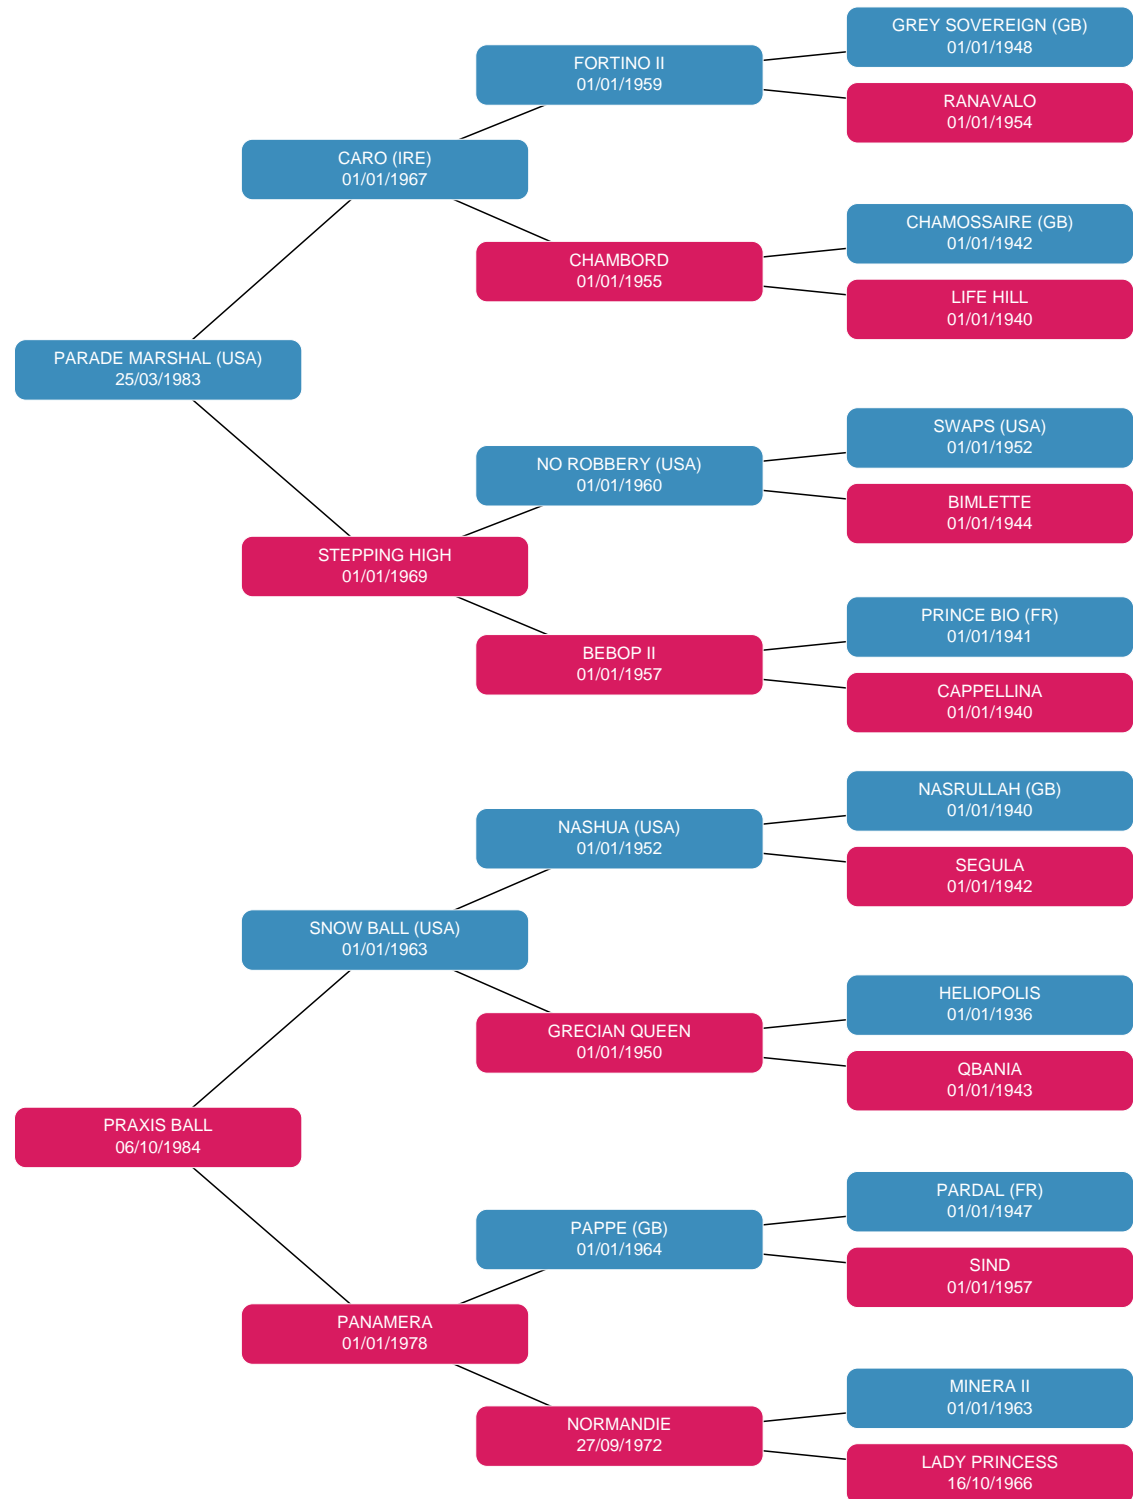 GREY SOVEREIGN (GB)
01/01/1948
FORTINO II
01/01/1959
RANAVALO
01/01/1954
CARO (IRE)
01/01/1967
CHAMOSSAIRE (GB)
01/01/1942
CHAMBORD
01/01/1955
LIFE HILL
01/01/1940
PARADE MARSHAL (USA)
25/03/1983
SWAPS (USA)
01/01/1952
NO ROBBERY (USA)
01/01/1960
BIMLETTE
01/01/1944
STEPPING HIGH
01/01/1969
PRINCE BIO (FR)
01/01/1941
BEBOP II
01/01/1957
CAPPELLINA
01/01/1940
NASRULLAH (GB)
01/01/1940
NASHUA (USA)
01/01/1952
SEGULA
01/01/1942
SNOW BALL (USA)
01/01/1963
HELIOPOLIS
01/01/1936
GRECIAN QUEEN
01/01/1950
QBANIA
01/01/1943
PRAXIS BALL
06/10/1984
PARDAL (FR)
01/01/1947
PAPPE (GB)
01/01/1964
SIND
01/01/1957
PANAMERA
01/01/1978
MINERA II
01/01/1963
NORMANDIE
27/09/1972
LADY PRINCESS
16/10/1966